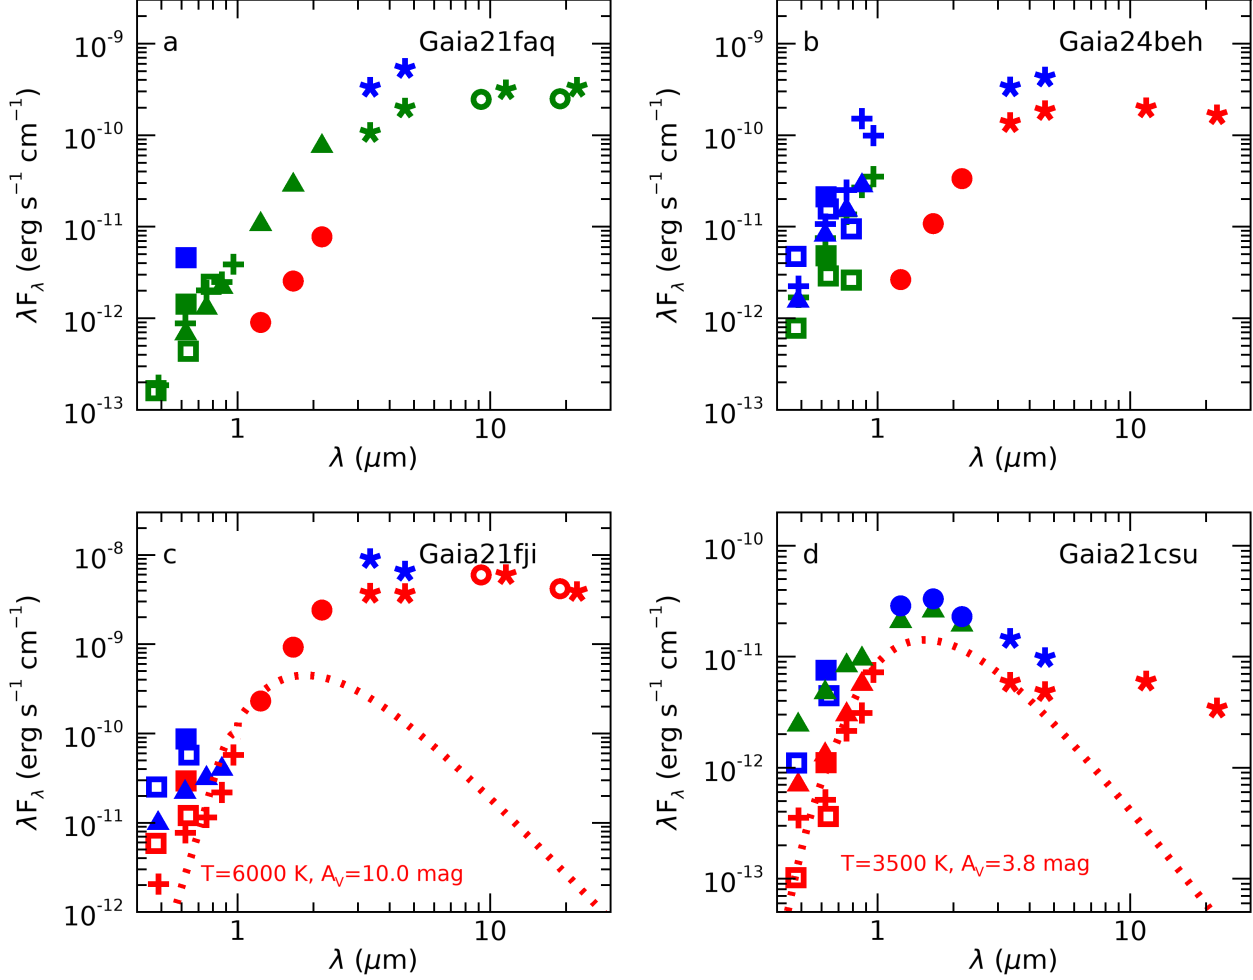 a Gaia21faq
10⁻⁹
10⁻¹⁰
10⁻¹¹
10⁻¹²
10⁻¹³
λF_λ (erg s⁻¹ cm⁻¹)
1 10
λ (μm)
b Gaia24beh
10⁻⁹
10⁻¹⁰
10⁻¹¹
10⁻¹²
10⁻¹³
λF_λ (erg s⁻¹ cm⁻¹)
1 10
λ (μm)
c Gaia21fji
10⁻⁸
10⁻⁹
10⁻¹⁰
10⁻¹¹
10⁻¹²
λF_λ (erg s⁻¹ cm⁻¹)
T=6000 K, A_V=10.0 mag
1 10
λ (μm)
d Gaia21csu
10⁻¹⁰
10⁻¹¹
10⁻¹²
10⁻¹³
λF_λ (erg s⁻¹ cm⁻¹)
T=3500 K, A_V=3.8 mag
1 10
λ (μm)